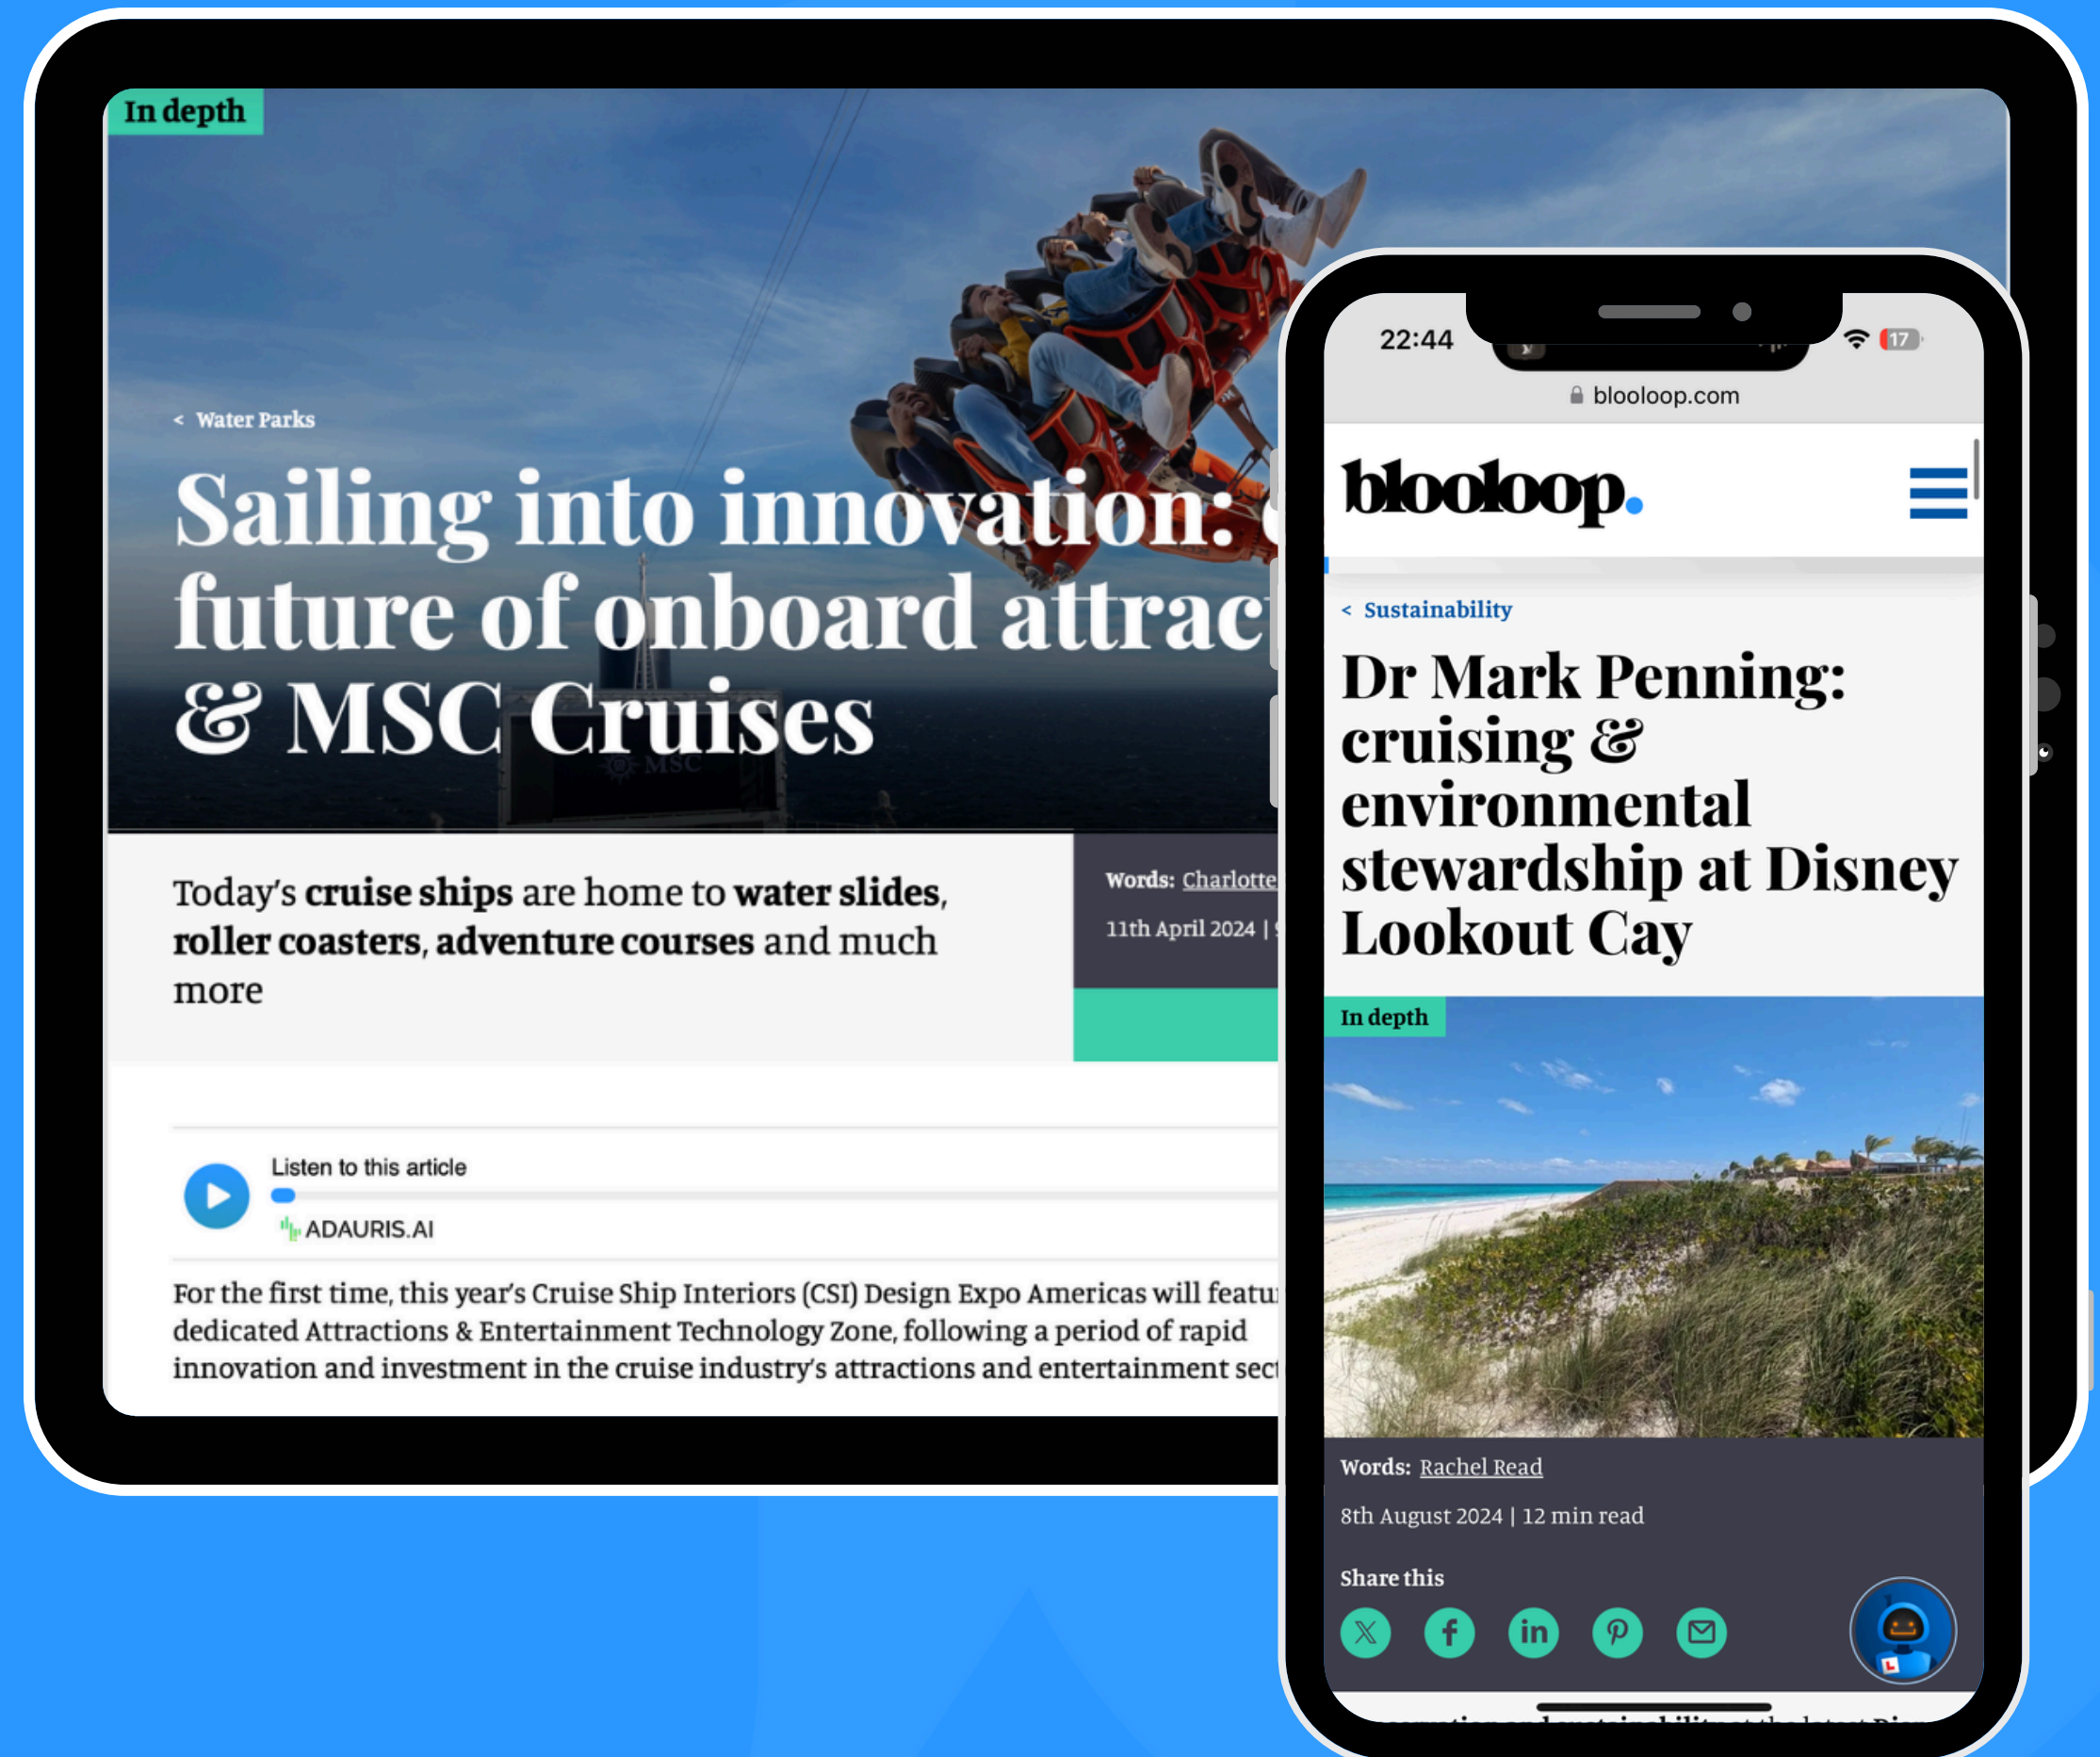 In depth
< Water Parks
Sailing into innovation:
future of onboard attrac
& MSC Cruises
MSC
Today's cruise ships are home to water slides,
roller coasters, adventure courses and much
more
Words: Charlotte
11th April 2024 |
Listen to this article
ADAURIS.AI
For the first time, this year's Cruise Ship Interiors (CSI) Design Expo Americas will featu
dedicated Attractions & Entertainment Technology Zone, following a period of rapid
innovation and investment in the cruise industry's attractions and entertainment sec
22:44
17
blooloop.com
blooloop.
< Sustainability
Dr Mark Penning:
cruising &
environmental
stewardship at Disney
Lookout Cay
In depth
Words: Rachel Read
8th August 2024 | 12 min read
Share this
L